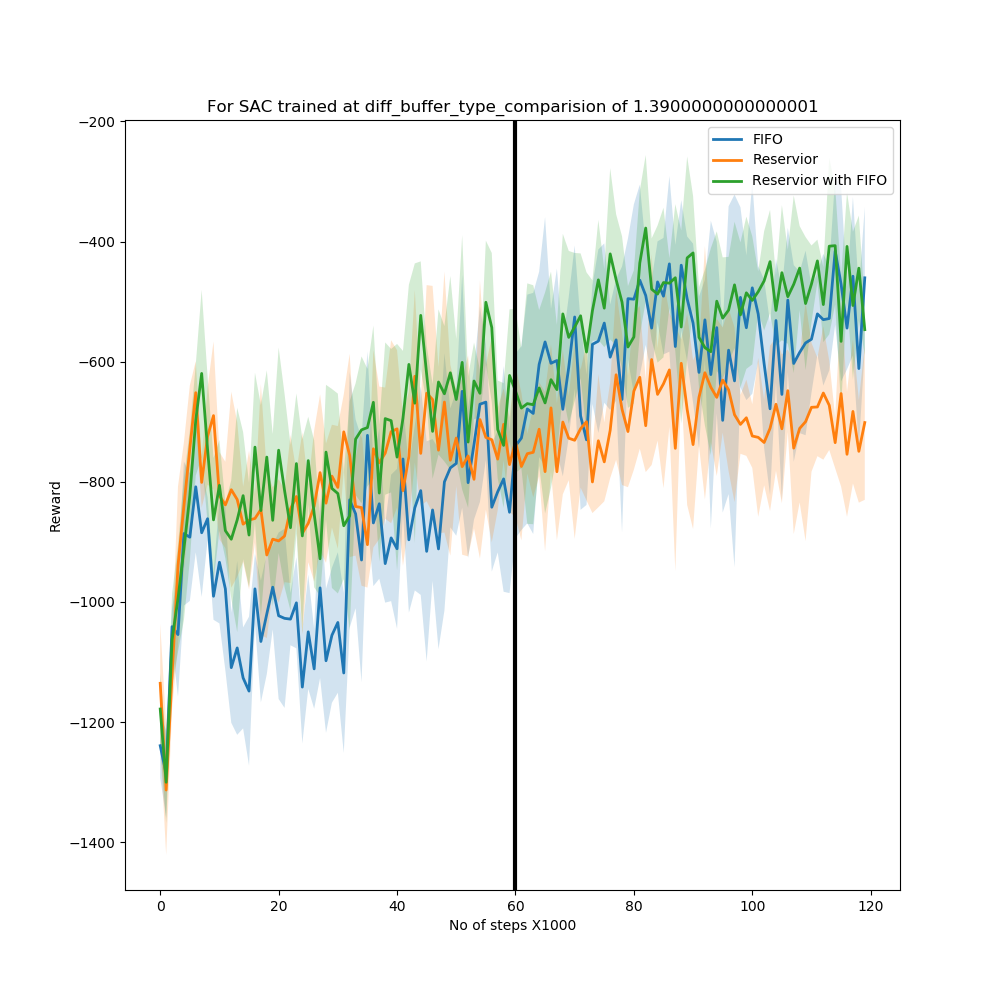 For SAC trained at diff_buffer_type_comparision of 1.3900000000000001
−200
−400
−600
−800
−1000
−1200
−1400
Reward
FIFO
Reservior
Reservior with FIFO
0 20 40 60 80 100 120
No of steps X1000